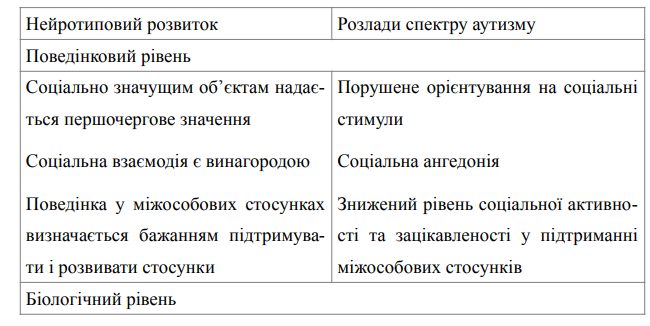 Нейротиповий розвиток Розлади спектру аутизму
Поведінковий рівень
Соціально значущим об’єктам надає-
ться першочергове значення
Порушене орієнтування на соціальні
стимули
Соціальна взаємодія є винагородою Соціальна ангедонія
Поведінка у міжособових стосунках
визначається бажанням підтримува-
ти і розвивати стосунки
Знижений рівень соціальної активно-
сті та зацікавленості у підтриманні
міжособових стосунків
Біологічний рівень